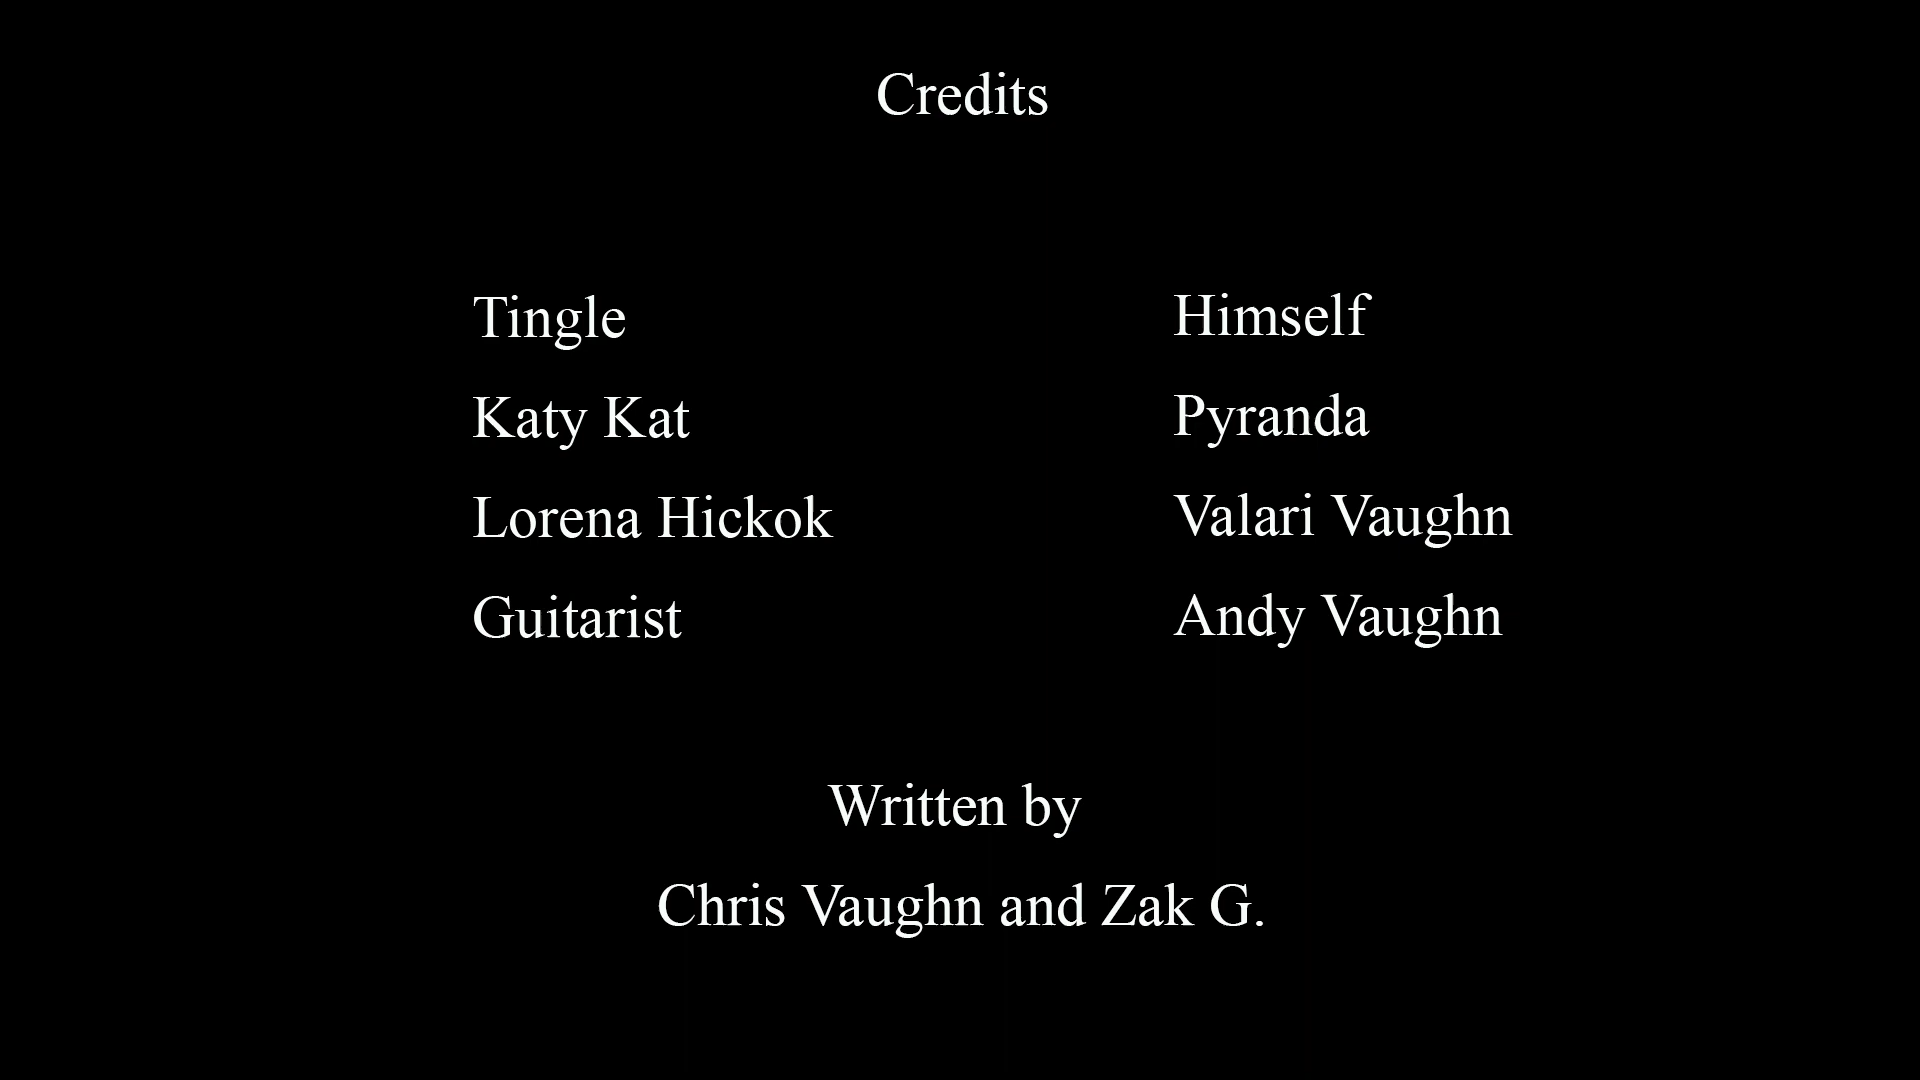 Credits
Tingle Himself
Katy Kat Pyranda
Lorena Hickok Valari Vaughn
Guitarist Andy Vaughn
Written by
Chris Vaughn and Zak G.